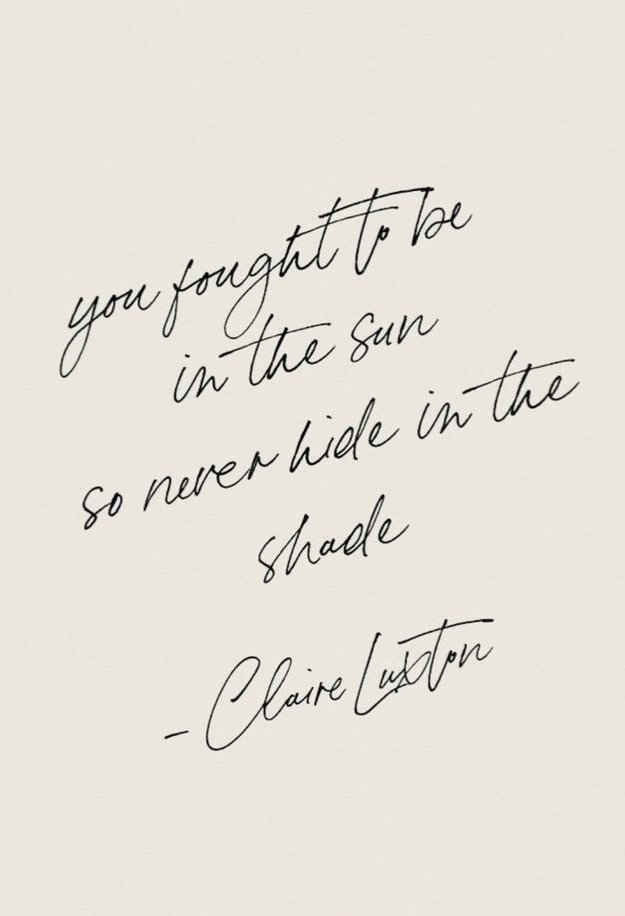 you fought to be
in the sun
so never hide in the
shade
- Claire Luxton